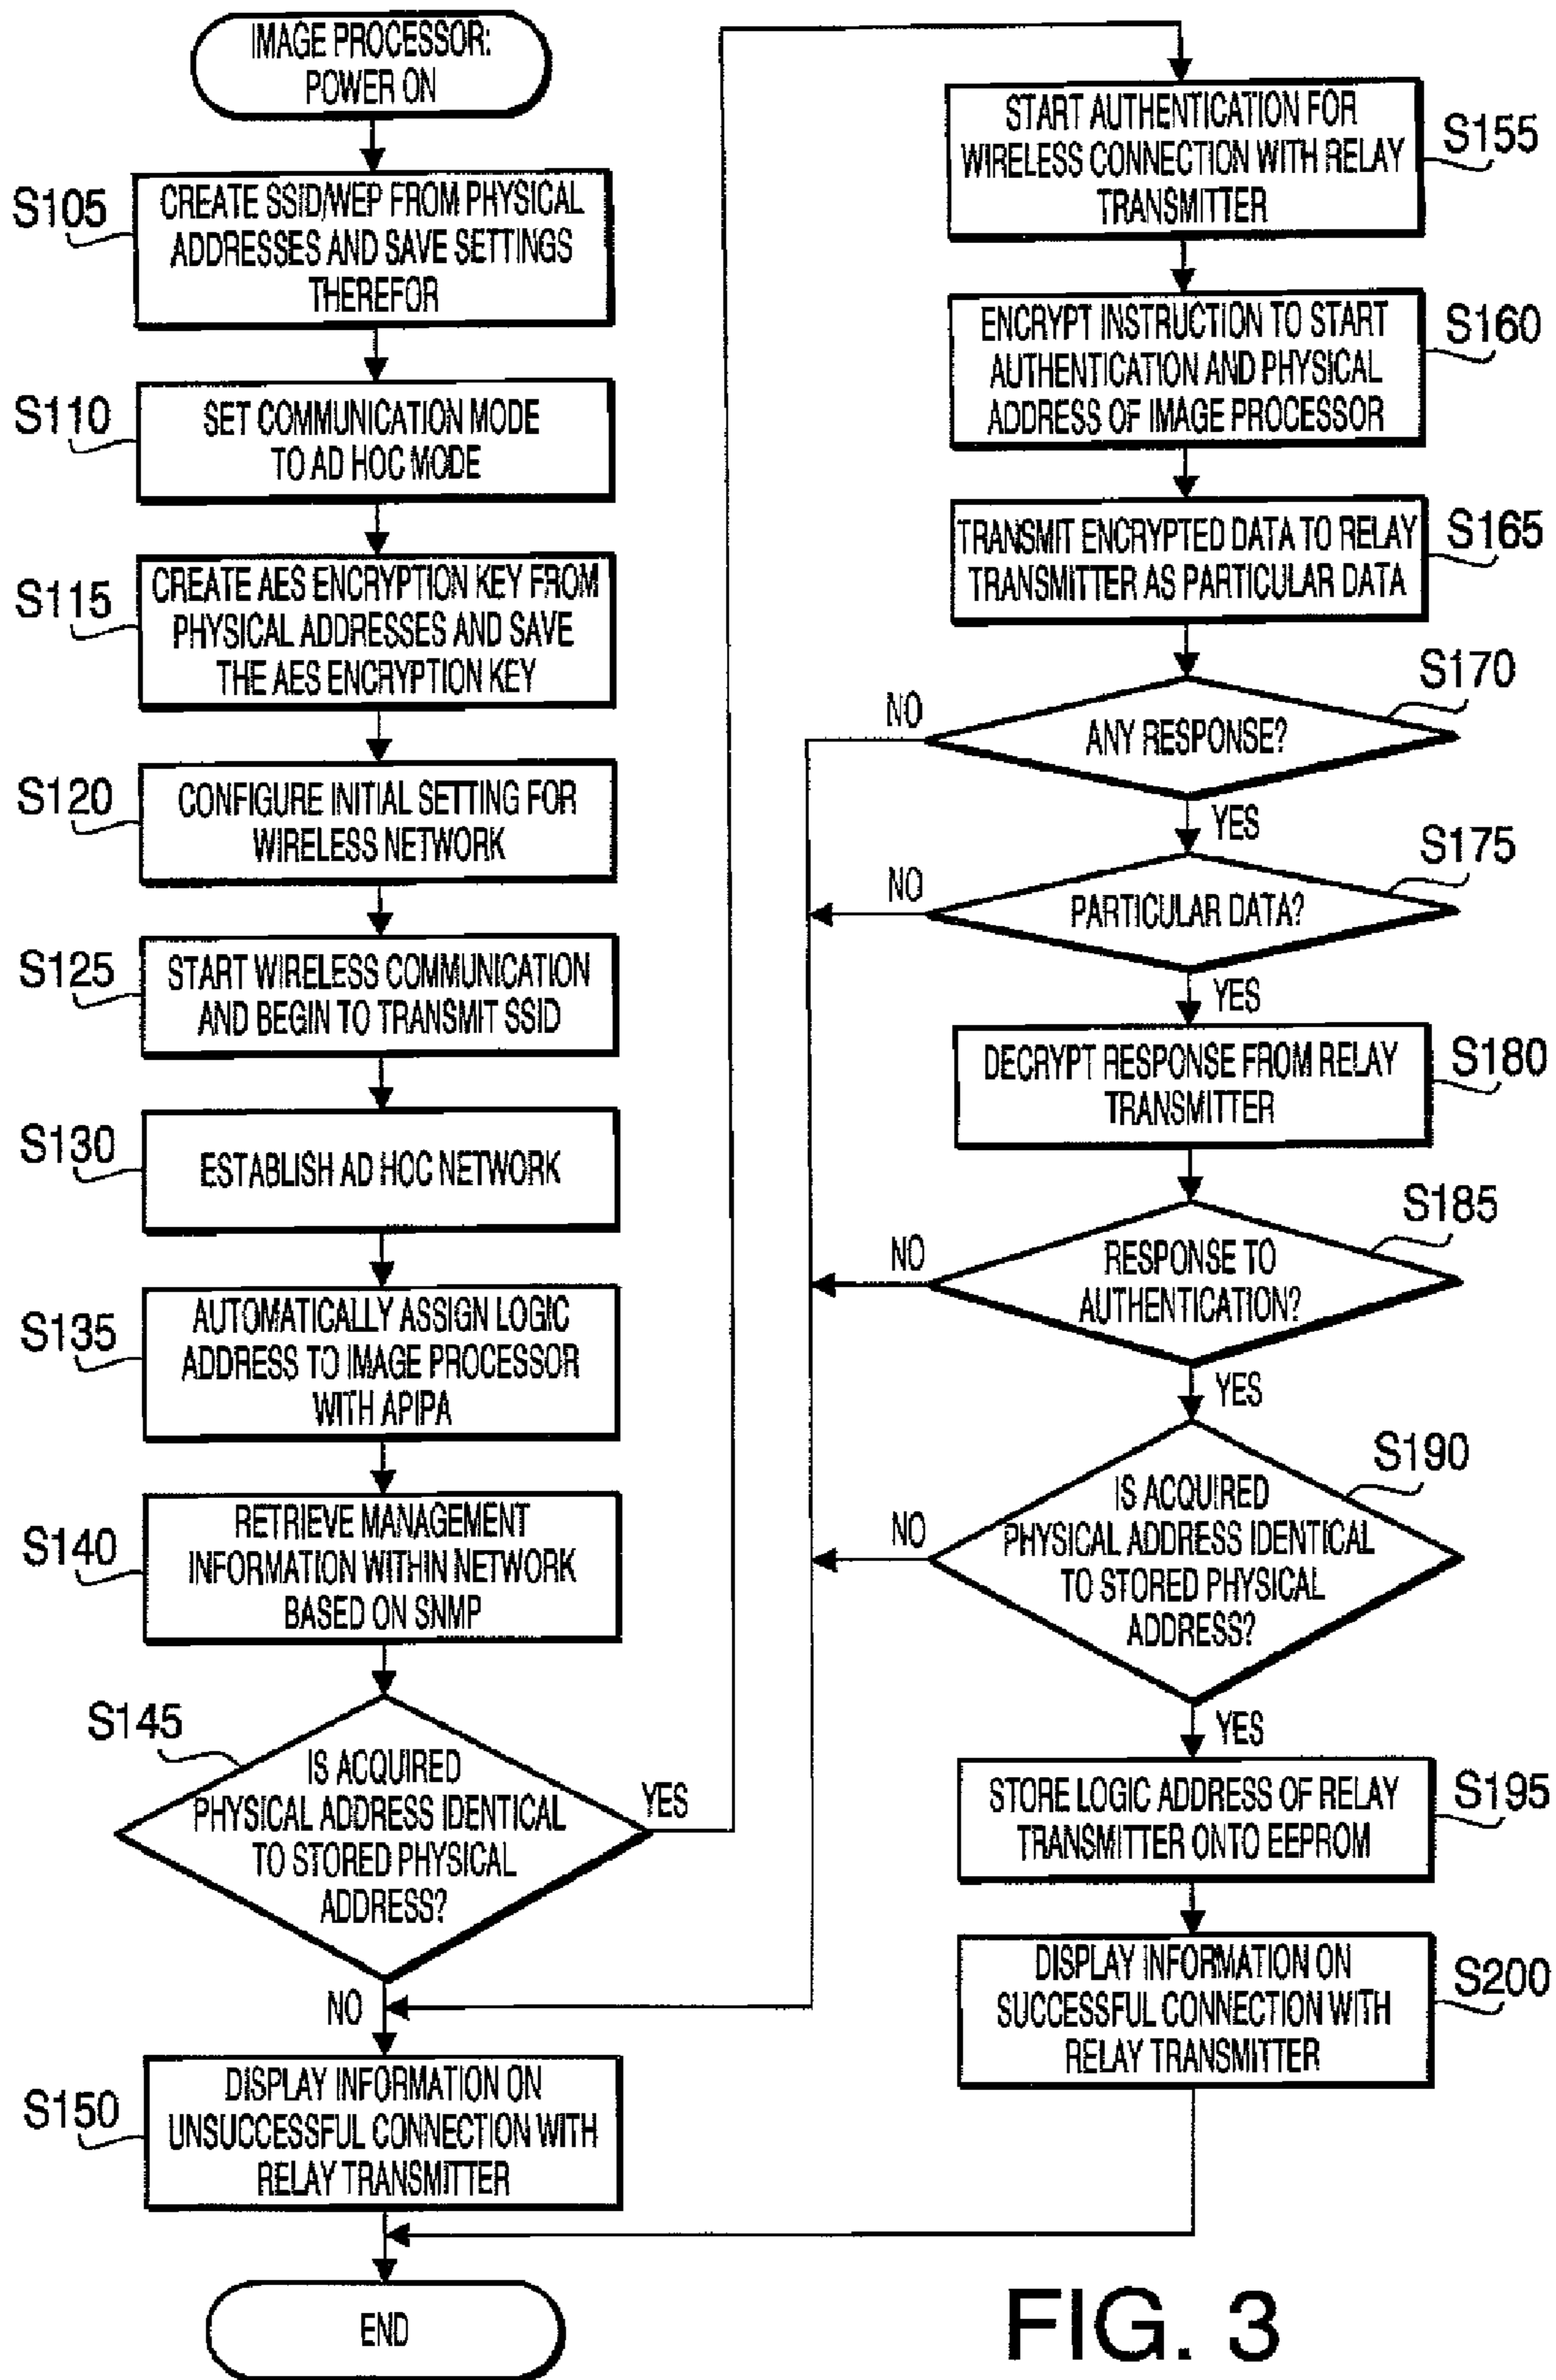 IMAGE PROCESSOR:
POWER ON
S105
CREATE SSID/WEP FROM PHYSICAL
ADDRESSES AND SAVE SETTINGS
THEREFOR
S110
SET COMMUNICATION MODE
TO AD HOC MODE
S115
CREATE AES ENCRYPTION KEY FROM
PHYSICAL ADDRESSES AND SAVE
THE AES ENCRYPTION KEY
S120
CONFIGURE INITIAL SETTING FOR
WIRELESS NETWORK
S125
START WIRELESS COMMUNICATION
AND BEGIN TO TRANSMIT SSID
S130
ESTABLISH AD HOC NETWORK
S135
AUTOMATICALLY ASSIGN LOGIC
ADDRESS TO IMAGE PROCESSOR
WITH APIPA
S140
RETRIEVE MANAGEMENT
INFORMATION WITHIN NETWORK
BASED ON SNMP
S145
IS ACQUIRED
PHYSICAL ADDRESS IDENTICAL
TO STORED PHYSICAL
ADDRESS?
YES
NO
S150
DISPLAY INFORMATION ON
UNSUCCESSFUL CONNECTION WITH
RELAY TRANSMITTER
END
START AUTHENTICATION FOR
WIRELESS CONNECTION WITH RELAY
TRANSMITTER
S155
ENCRYPT INSTRUCTION TO START
AUTHENTICATION AND PHYSICAL
ADDRESS OF IMAGE PROCESSOR
S160
TRANSMIT ENCRYPTED DATA TO RELAY
TRANSMITTER AS PARTICULAR DATA
S165
S170
NO
ANY RESPONSE?
YES
S175
NO
PARTICULAR DATA?
YES
DECRYPT RESPONSE FROM RELAY
TRANSMITTER
S180
S185
NO
RESPONSE TO
AUTHENTICATION?
YES
S190
NO
IS ACQUIRED
PHYSICAL ADDRESS IDENTICAL
TO STORED PHYSICAL
ADDRESS?
YES
STORE LOGIC ADDRESS OF RELAY
TRANSMITTER ONTO EEPROM
S195
DISPLAY INFORMATION ON
SUCCESSFUL CONNECTION WITH
RELAY TRANSMITTER
S200
FIG. 3